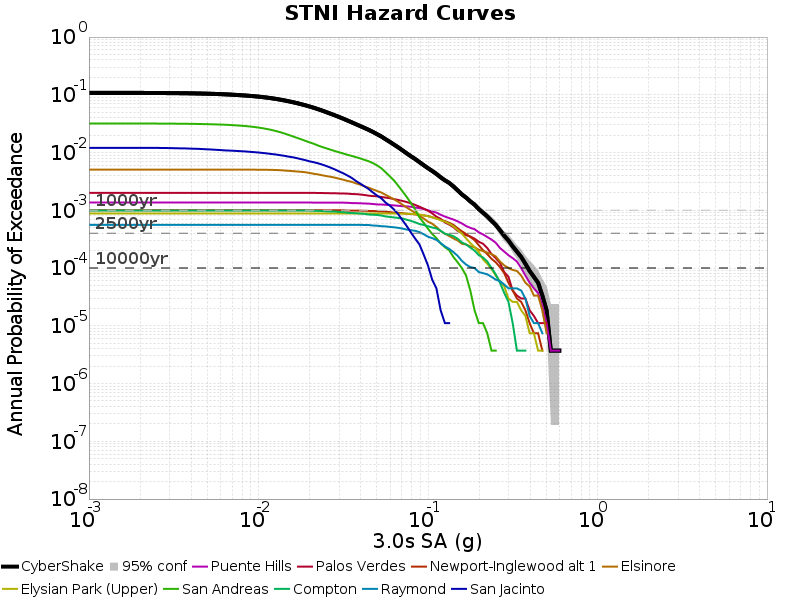 STNI Hazard Curves
Annual Probability of Exceedance
10^0
10^-1
10^-2
10^-3
10^-4
10^-5
10^-6
10^-7
10^-8
1000yr
2500yr
10000yr
10^-3 10^-2 10^-1 10^0 10^1
3.0s SA (g)
CyberShake 95% conf Puente Hills Palos Verdes Newport-Inglewood alt 1 Elsinore
Elysian Park (Upper) San Andreas Compton Raymond San Jacinto